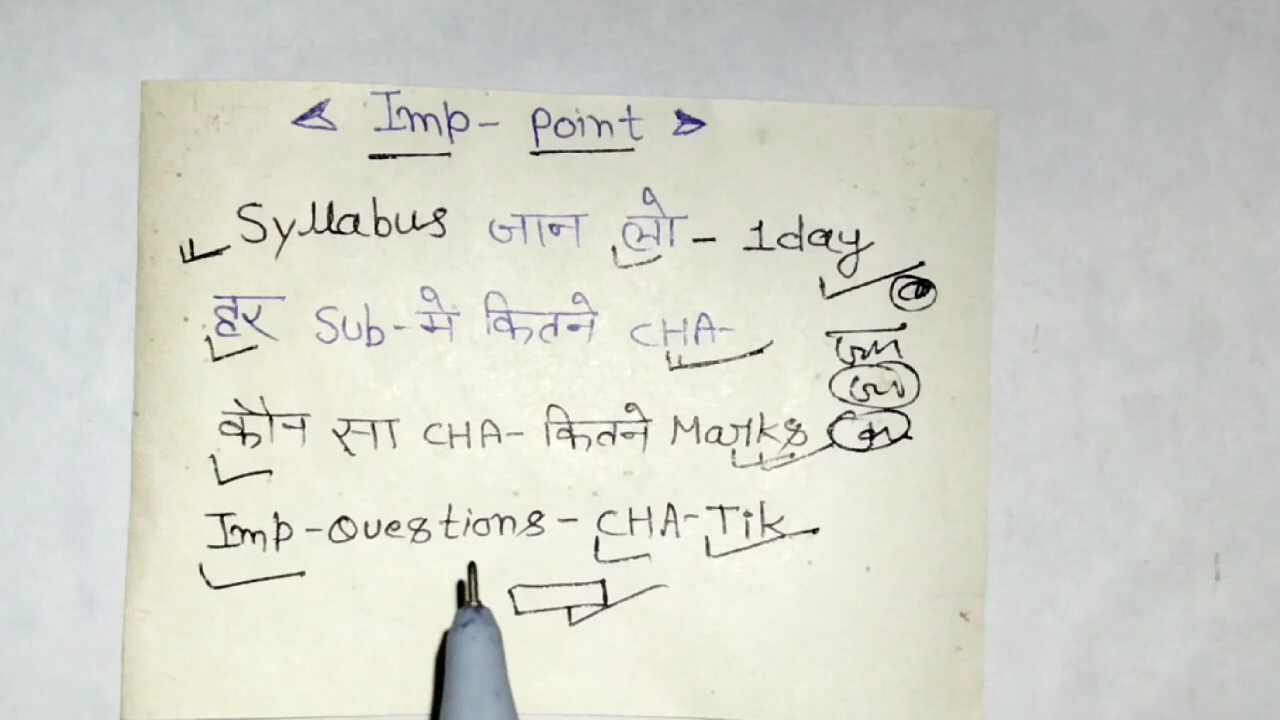 Imp- Point
Syllabus जान लो - 1day
हर Sub-मे कितने CHA-
कौन सा CHA- कितने Marks
Imp-Questions - CHA-Tik